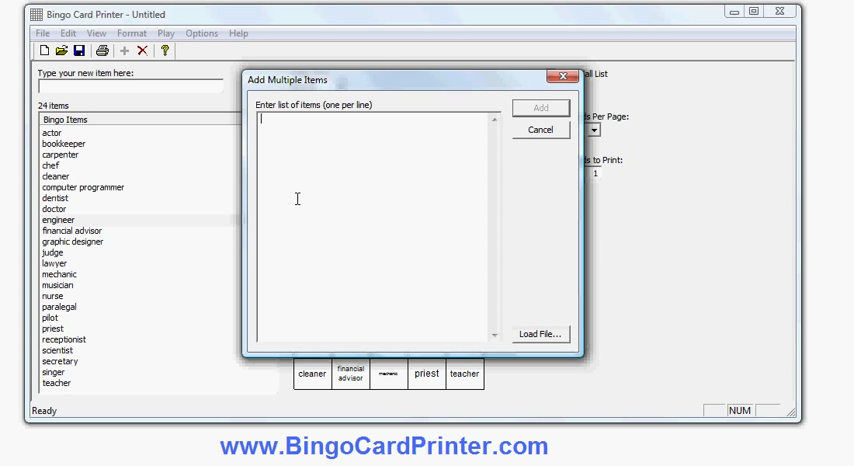 Bingo Card Printer - Untitled
File Edit View Format Play Options Help
Type your new item here:
24 items
Bingo Items
actor
bookkeeper
carpenter
chef
cleaner
computer programmer
dentist
doctor
engineer
financial advisor
graphic designer
judge
lawyer
mechanic
musician
nurse
paralegal
pilot
priest
receptionist
scientist
secretary
singer
teacher
Add Multiple Items
Enter list of items (one per line)
Add
Cancel
Load File...
all List
s Per Page:
s to Print:
1
cleaner financial advisor mechanic priest teacher
Ready
NUM
www.BingoCardPrinter.com